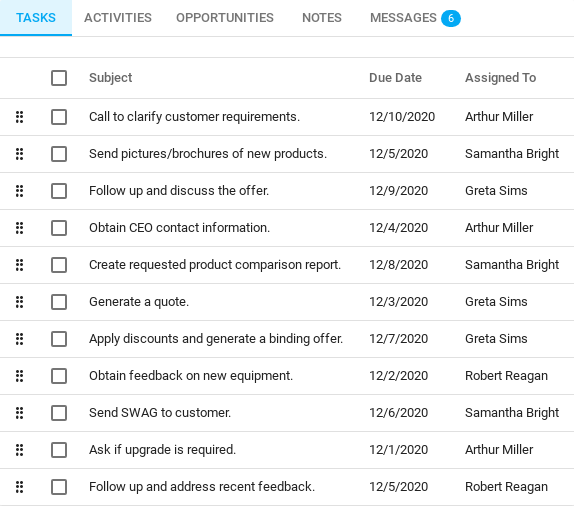 TASKS ACTIVITIES OPPORTUNITIES NOTES MESSAGES 6
Subject Due Date Assigned To
Call to clarify customer requirements. 12/10/2020 Arthur Miller
Send pictures/brochures of new products. 12/5/2020 Samantha Bright
Follow up and discuss the offer. 12/9/2020 Greta Sims
Obtain CEO contact information. 12/4/2020 Arthur Miller
Create requested product comparison report. 12/8/2020 Samantha Bright
Generate a quote. 12/3/2020 Greta Sims
Apply discounts and generate a binding offer. 12/7/2020 Greta Sims
Obtain feedback on new equipment. 12/2/2020 Robert Reagan
Send SWAG to customer. 12/6/2020 Samantha Bright
Ask if upgrade is required. 12/1/2020 Arthur Miller
Follow up and address recent feedback. 12/5/2020 Robert Reagan